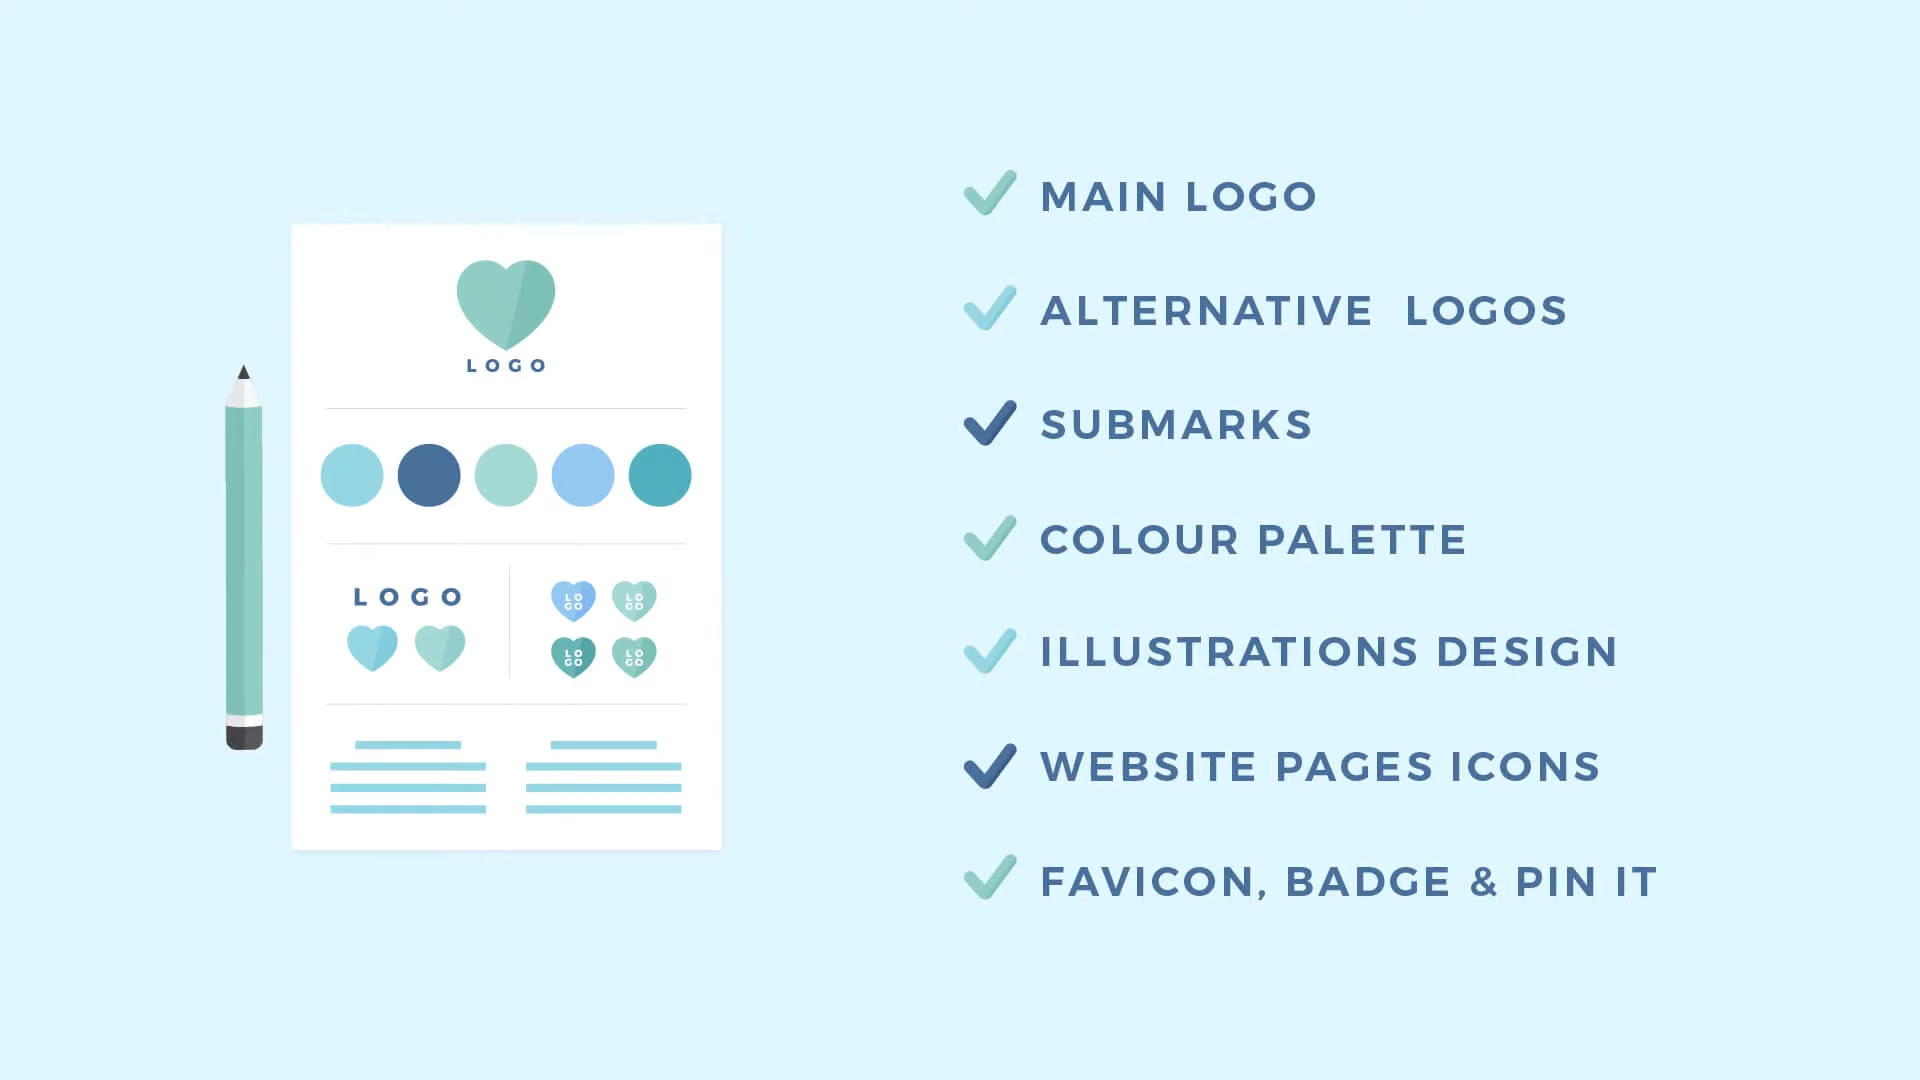 LOGO
LOGO
LO
GO
LO
GO
LO
GO
LO
GO
MAIN LOGO
ALTERNATIVE LOGOS
SUBMARKS
COLOUR PALETTE
ILLUSTRATIONS DESIGN
WEBSITE PAGES ICONS
FAVICON, BADGE & PIN IT